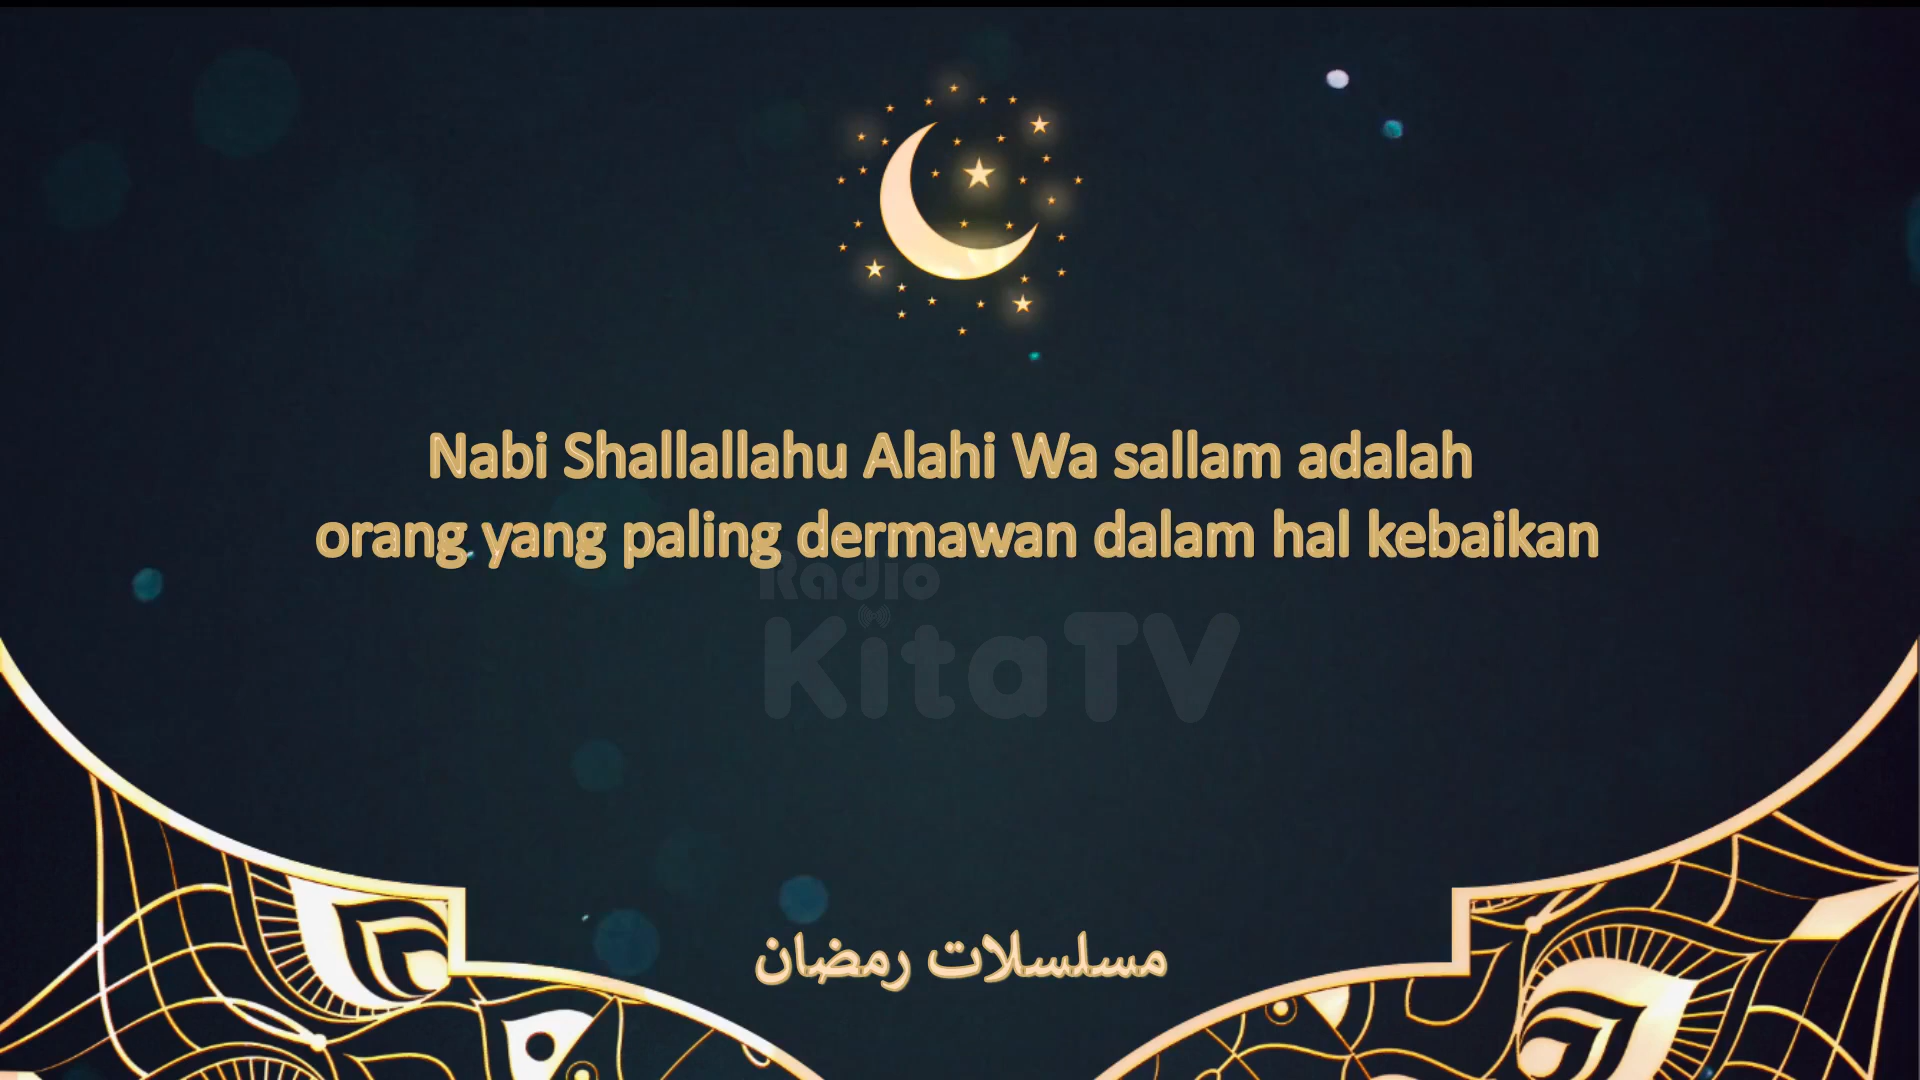 Nabi Shallallahu Alahi Wa sallam adalah
orang yang paling dermawan dalam hal kebaikan
Radio
KitaTV
مسلسلات رمضان